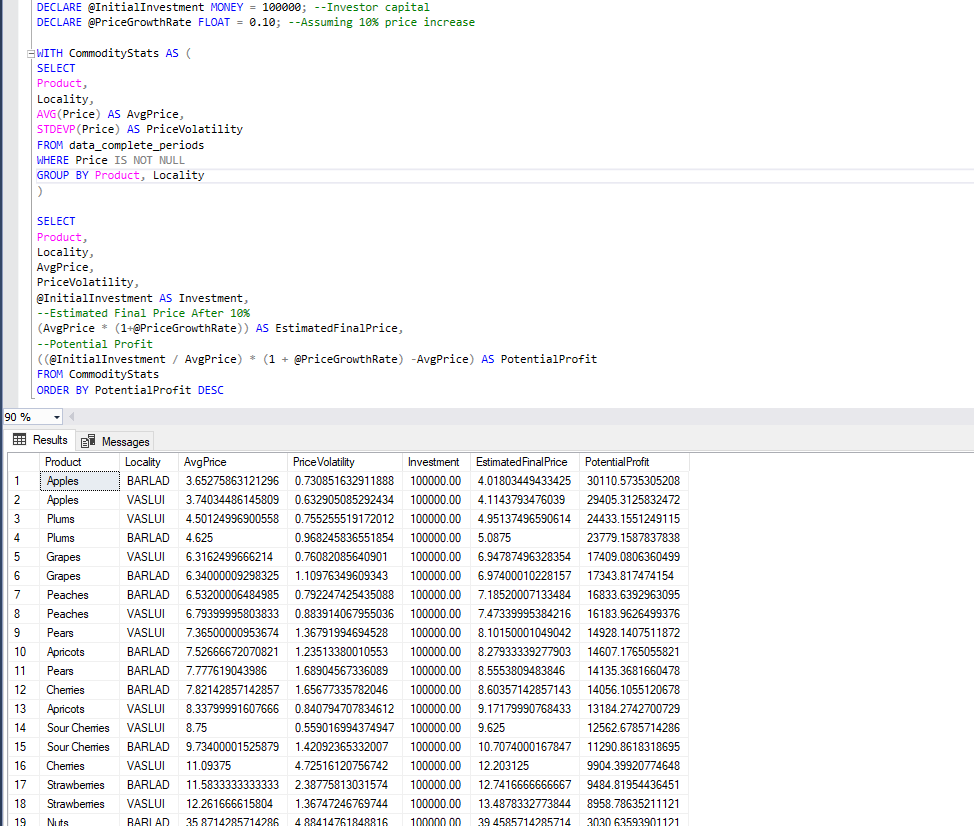 DECLARE @InitialInvestment MONEY = 100000; --Investor capital
DECLARE @PriceGrowthRate FLOAT = 0.10; --Assuming 10% price increase
WITH CommodityStats AS (
SELECT
Product,
Locality,
AVG(Price) AS AvgPrice,
STDEVP(Price) AS PriceVolatility
FROM data_complete_periods
WHERE Price IS NOT NULL
GROUP BY Product, Locality
)
SELECT
Product,
Locality,
AvgPrice,
PriceVolatility,
@InitialInvestment AS Investment,
--Estimated Final Price After 10%
(AvgPrice * (1+@PriceGrowthRate)) AS EstimatedFinalPrice,
--Potential Profit
((@InitialInvestment / AvgPrice) * (1 + @PriceGrowthRate) -AvgPrice) AS PotentialProfit
FROM CommodityStats
ORDER BY PotentialProfit DESC
90 %
Results Messages
Product Locality AvgPrice PriceVolatility Investment EstimatedFinalPrice PotentialProfit
1 Apples BARLAD 3.65275863121296 0.730851632911888 100000.00 4.01803449433425 30110.5735305208
2 Apples VASLUI 3.74034486145809 0.632905085292434 100000.00 4.1143793476039 29405.3125832472
3 Plums VASLUI 4.50124996900558 0.755255519172012 100000.00 4.95137496590614 24433.1551249115
4 Plums BARLAD 4.625 0.968245836551854 100000.00 5.0875 23779.1587837838
5 Grapes VASLUI 6.3162499666214 0.76082085640901 100000.00 6.94787496328354 17409.0806360499
6 Grapes BARLAD 6.34000009298325 1.10976349609343 100000.00 6.97400010228157 17343.817474154
7 Peaches BARLAD 6.53200006484985 0.792247425435088 100000.00 7.18520007133484 16833.6392963095
8 Peaches VASLUI 6.79399995803833 0.883914067955036 100000.00 7.47339995384216 16183.9626499376
9 Pears VASLUI 7.36500000953674 1.36791994694528 100000.00 8.10150001049042 14928.1407511872
10 Apricots BARLAD 7.52666672070821 1.23513380010553 100000.00 8.27933339277903 14607.1765055821
11 Pears BARLAD 7.777619043986 1.68904567336089 100000.00 8.5553809483846 14135.3681660478
12 Cherries BARLAD 7.82142857142857 1.65677335782046 100000.00 8.60357142857143 14056.1055120678
13 Apricots VASLUI 8.33799991607666 0.840794707834612 100000.00 9.17179990768433 13184.2742700729
14 Sour Cherries VASLUI 8.75 0.559016994374947 100000.00 9.625 12562.6785714286
15 Sour Cherries BARLAD 9.73400001525879 1.42092365332007 100000.00 10.7074000167847 11290.8618318695
16 Cherries VASLUI 11.09375 4.72516120756742 100000.00 12.203125 9904.39920774648
17 Strawberries BARLAD 11.5833333333333 2.38775813031574 100000.00 12.7416666666667 9484.81954436451
18 Strawberries VASLUI 12.261666615804 1.36747246769744 100000.00 13.4878332773844 8958.78635211121
19 Nuts BARLAD 35.8714285714286 4.88414761848816 100000.00 39.4585714285714 3030.63593901121